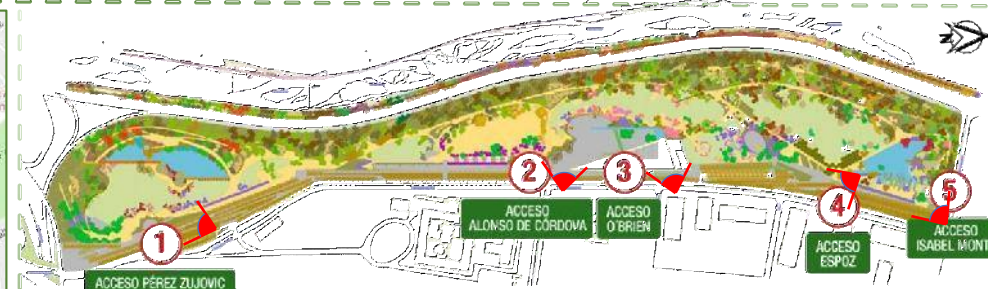 N
1
ACCESO PÉREZ ZUJOVIC
2
ACCESO
ALONSO DE CÓRDOVA
3
ACCESO
O'BRIEN
4
ACCESO
ESPOZ
5
ACCESO
ISABEL MONT